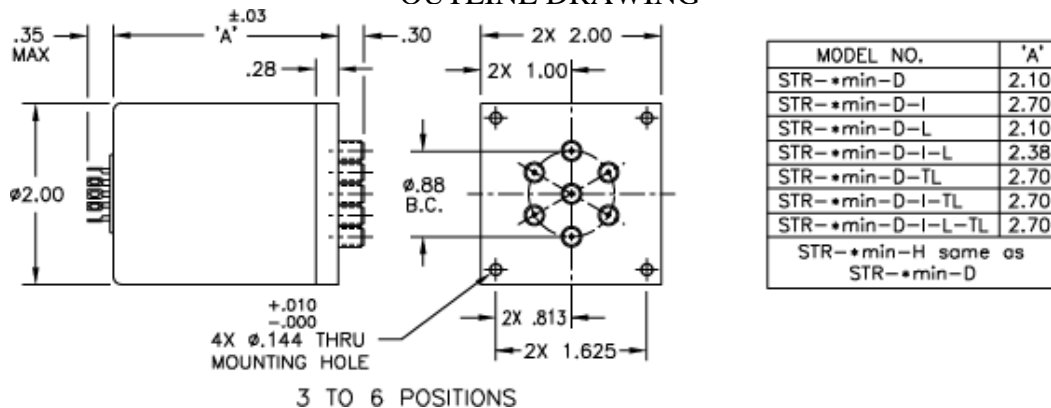 OUTLINE DRAWING
.35
MAX
±.03
'A'
.30
.28
ø2.00
2X 2.00
2X 1.00
ø.88
B.C.
+.010
-.000
4X ø.144 THRU
MOUNTING HOLE
2X .813
2X 1.625
3 TO 6 POSITIONS
MODEL NO. 'A'
STR-*min-D 2.10
STR-*min-D-I 2.70
STR-*min-D-L 2.10
STR-*min-D-I-L 2.38
STR-*min-D-TL 2.70
STR-*min-D-I-TL 2.70
STR-*min-D-I-L-TL 2.70
STR-*min-H same as
STR-*min-D